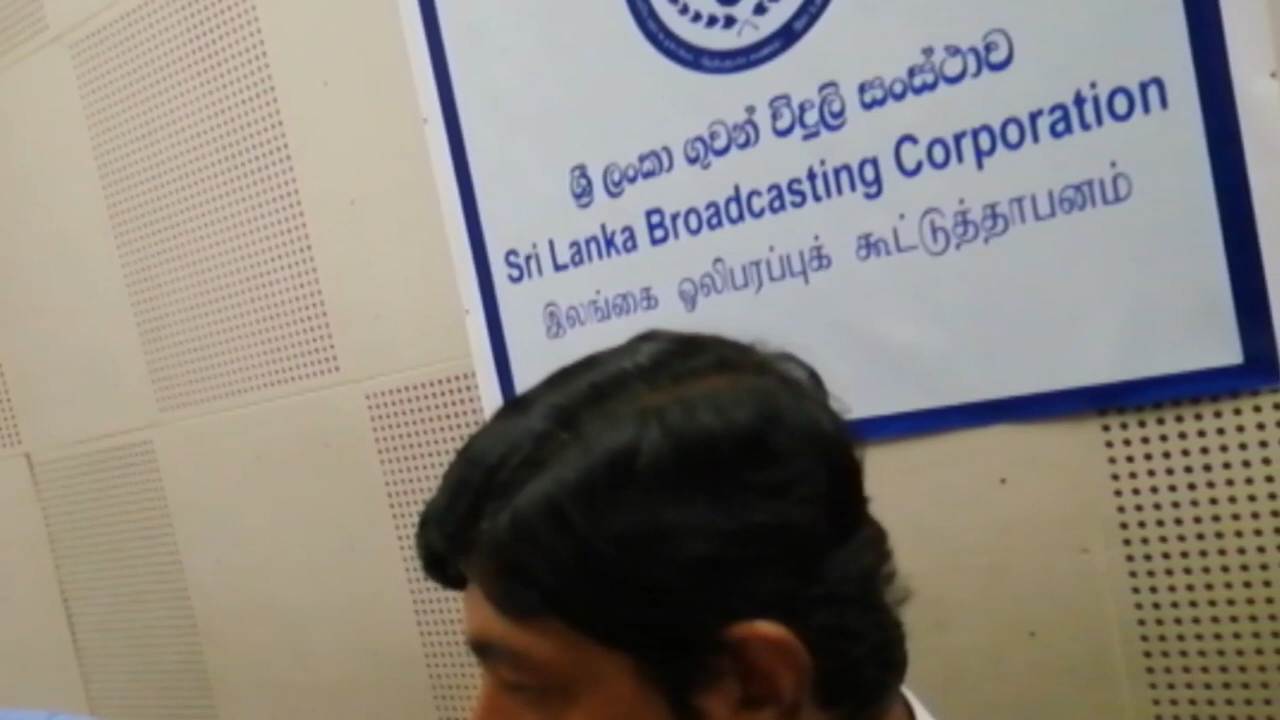 ශ්‍රී ලංකා ගුවන් විදුලි සංස්ථාව
Sri Lanka Broadcasting Corporation
இலங்கை ஒலிபரப்புக் கூட்டுத்தாபனம்